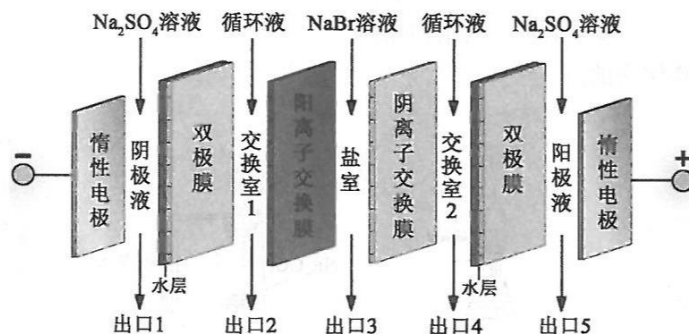 Na₂SO₄溶液 循环液 NaBr溶液 循环液 Na₂SO₄溶液
－
惰性电极
阴极液
双极膜
交换室1
阳离子交换膜
盐室
阴离子交换膜
交换室2
双极膜
阳极液
惰性电极
+
水层 水层
出口1 出口2 出口3 出口4 出口5